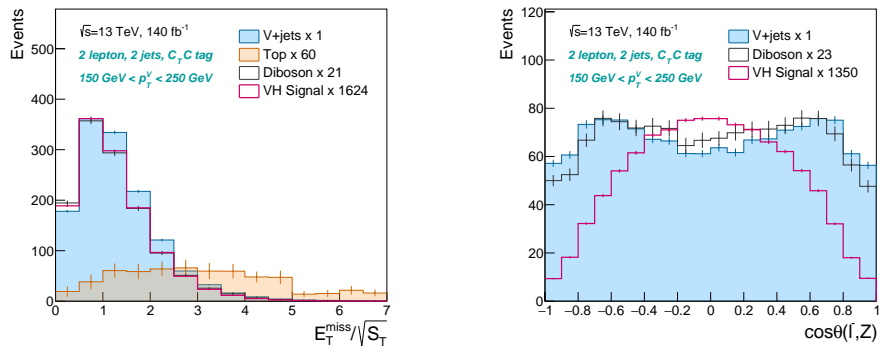 Events
500
400
300
200
100
0
√s=13 TeV, 140 fb⁻¹
2 lepton, 2 jets, C_T C tag
150 GeV < p_T^V < 250 GeV
V+jets x 1
Top x 60
Diboson x 21
VH Signal x 1624
0 1 2 3 4 5 6 7
E_T^miss/√S_T
Events
120
100
80
60
40
20
0
√s=13 TeV, 140 fb⁻¹
2 lepton, 2 jets, C_T C tag
150 GeV < p_T^V < 250 GeV
V+jets x 1
Diboson x 23
VH Signal x 1350
−1 −0.8 −0.6 −0.4 −0.2 0 0.2 0.4 0.6 0.8 1